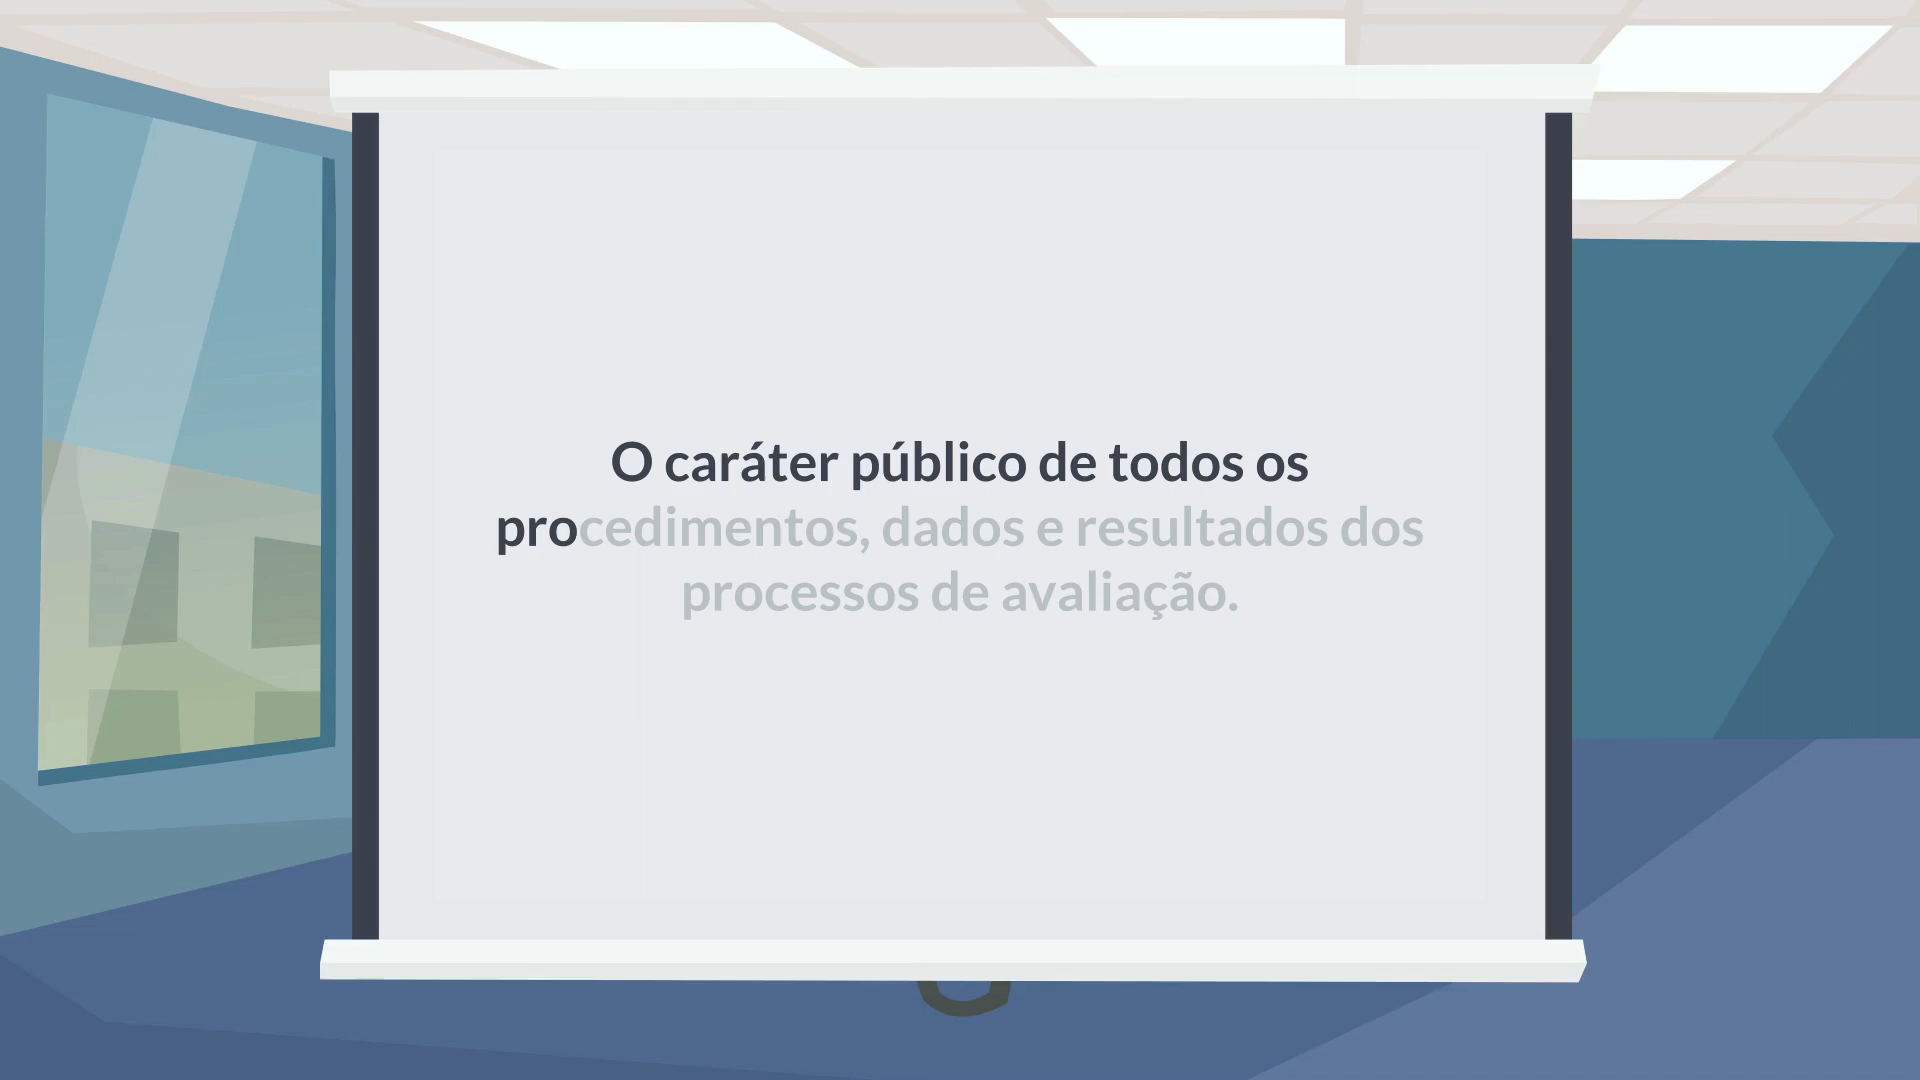 O caráter público de todos os
procedimentos, dados e resultados dos
processos de avaliação.